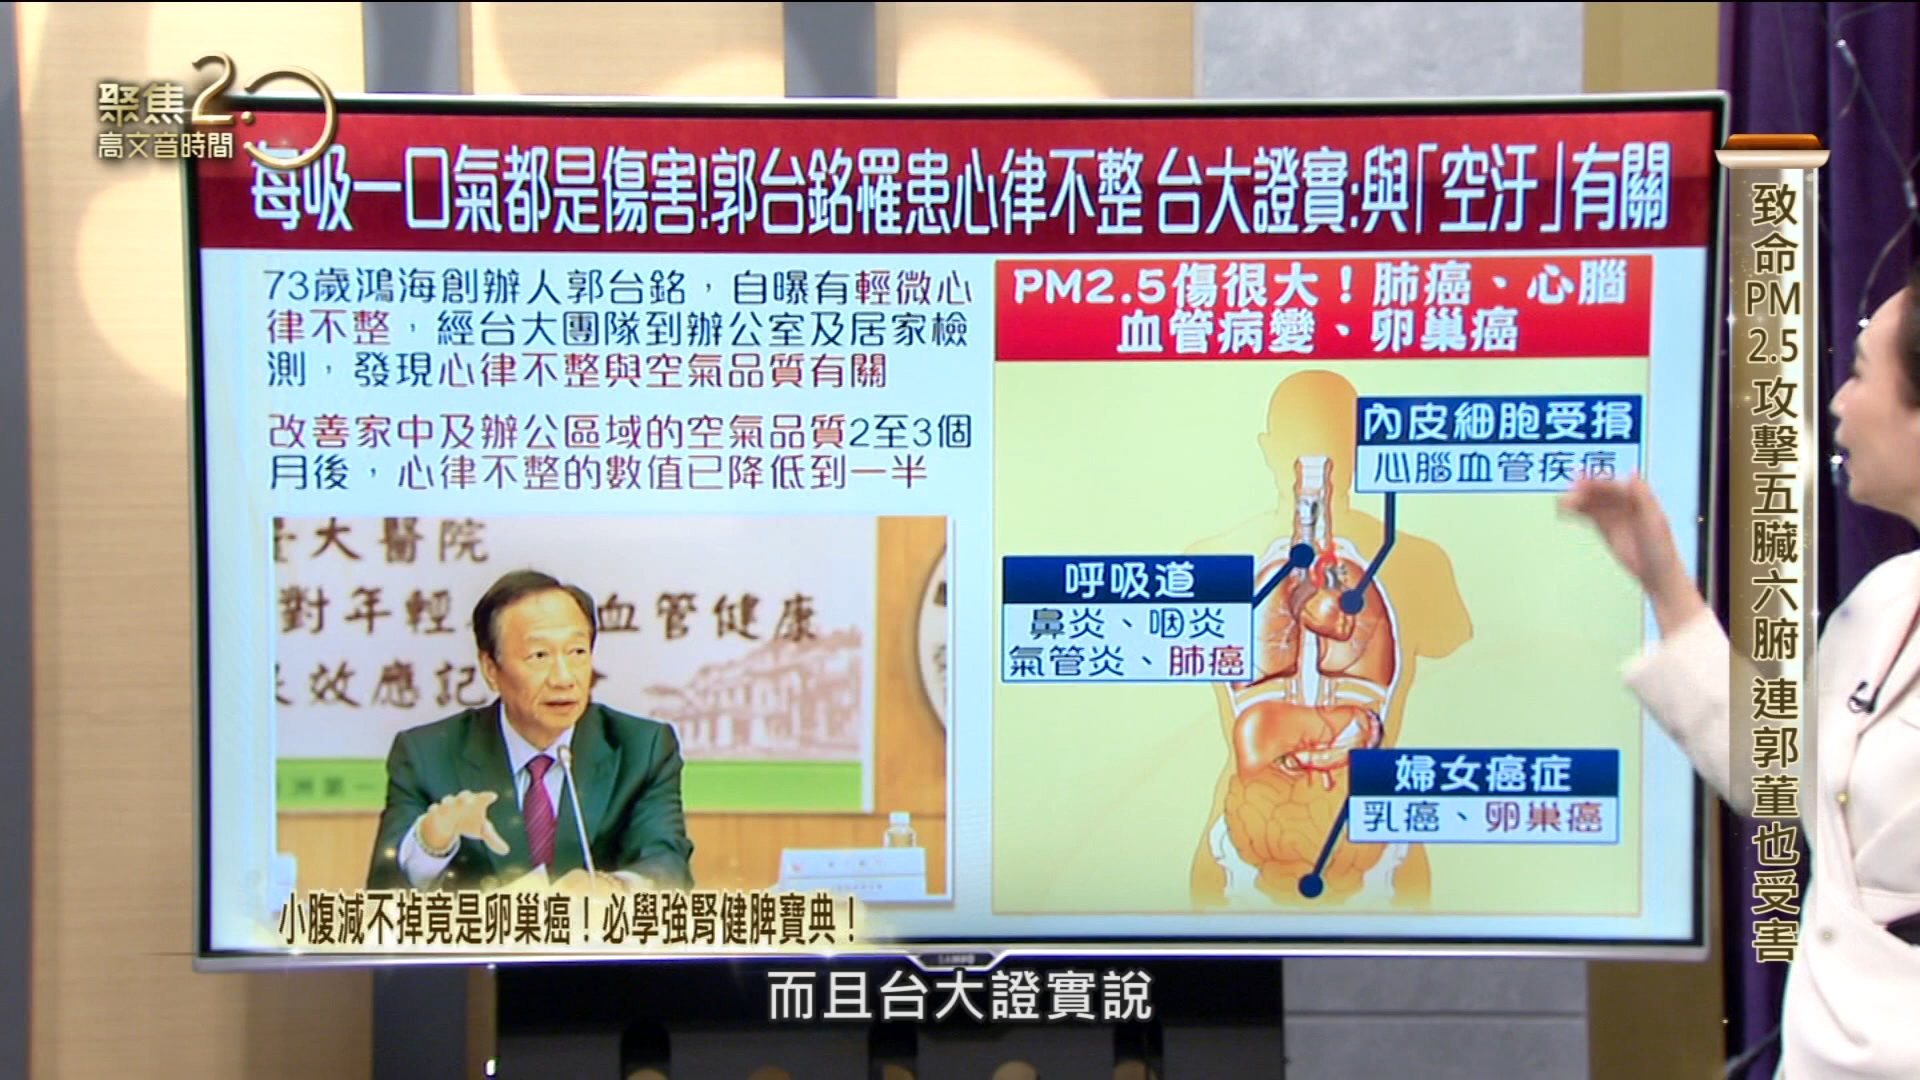 聚焦2.0
高文音時間
每吸一口氣都是傷害!郭台銘罹患心律不整 台大證實:與「空汙」有關
73歲鴻海創辦人郭台銘，自曝有輕微心
律不整，經台大團隊到辦公室及居家檢
測，發現心律不整與空氣品質有關
改善家中及辦公區域的空氣品質2至3個
月後，心律不整的數值已降低到一半
臺大醫院
對年輕 血管健康
效應記
洲第一
PM2.5傷很大！肺癌、心腦
血管病變、卵巢癌
內皮細胞受損
心腦血管疾病
呼吸道
鼻炎、咽炎
氣管炎、肺癌
婦女癌症
乳癌、卵巢癌
致命PM2.5 攻擊五臟六腑 連郭董也受害
小腹減不掉竟是卵巢癌！必學強腎健脾寶典！
SAMPO
而且台大證實說